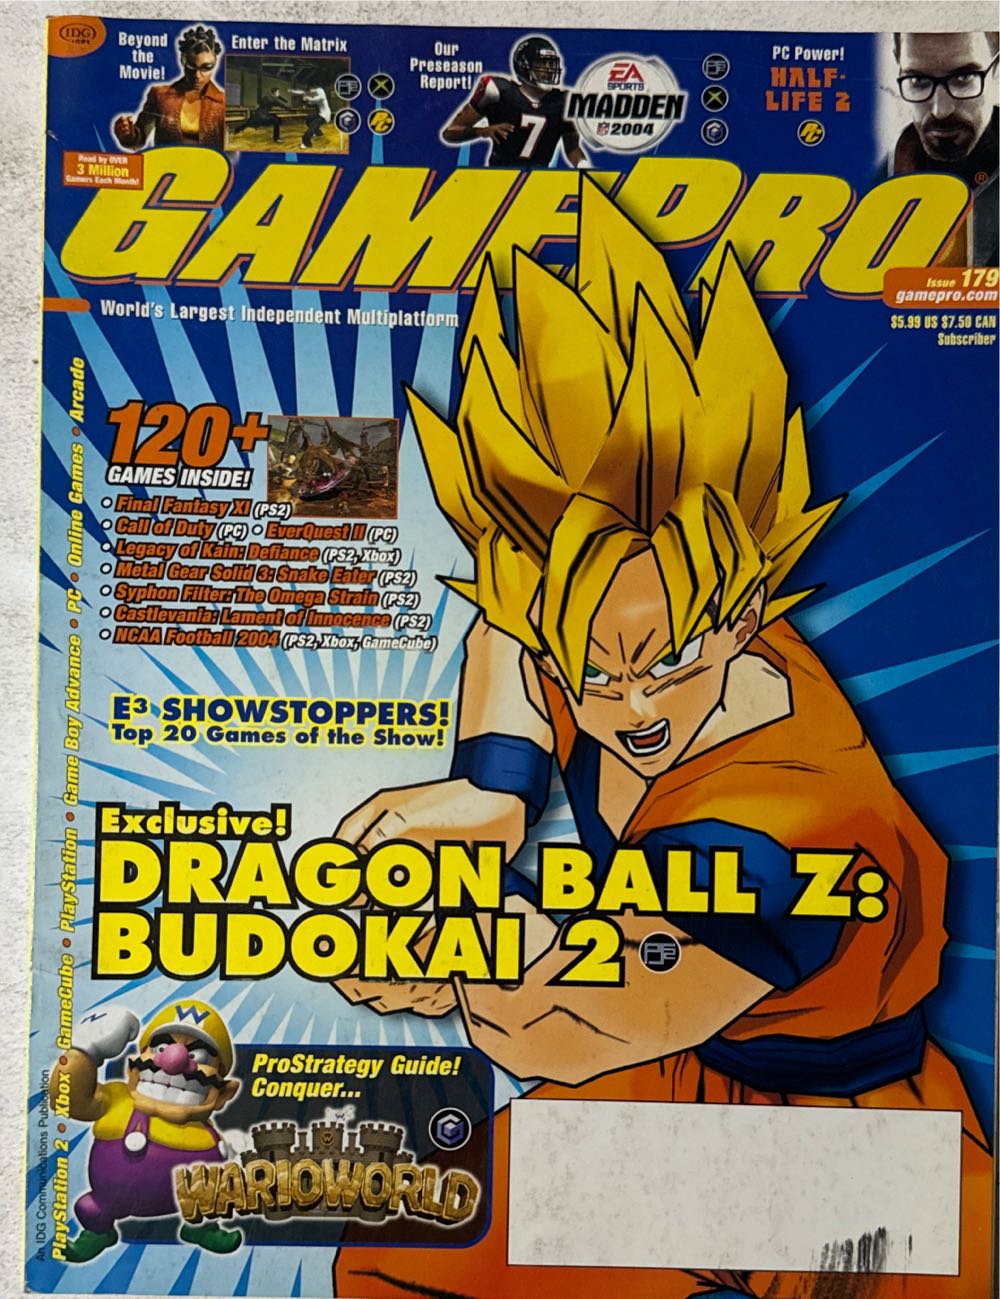 IDG
Beyond
the
Movie!
Enter the Matrix
Our
Preseason
Report!
7
EA
SPORTS
MADDEN
NFL 2004
PC Power!
HALF-
LIFE 2
PC
PC
Read by OVER
3 Million
Gamers Each Month!
GAMEPRO®
World's Largest Independent Multiplatform
Issue 179
gamepro.com
$5.99 US $7.50 CAN
Subscriber
120+
GAMES INSIDE!
• Final Fantasy XI (PS2)
• Call of Duty (PC) • EverQuest II (PC)
• Legacy of Kain: Defiance (PS2, Xbox)
• Metal Gear Solid 3: Snake Eater (PS2)
• Syphon Filter: The Omega Strain (PS2)
• Castlevania: Lament of Innocence (PS2)
• NCAA Football 2004 (PS2, Xbox, GameCube)
E3 SHOWSTOPPERS!
Top 20 Games of the Show!
Exclusive!
DRAGON BALL Z:
BUDOKAI 2
PS2
ProStrategy Guide!
Conquer...
WARIOWORLD
W
An IDG Communications Publication
PlayStation 2 • Xbox • GameCube • PlayStation • Game Boy Advance • PC • Online Games • Arcade